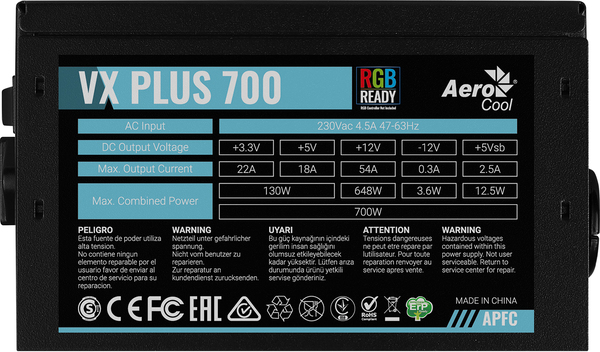 VX PLUS 700
RGB
READY
RGB Controller Not Included
Aero
Cool
AC Input 230Vac 4.5A 47-63Hz
DC Output Voltage +3.3V +5V +12V -12V +5Vsb
Max. Output Current 22A 18A 54A 0.3A 2.5A
Max. Combined Power 130W 648W 3.6W 12.5W
700W
PELIGRO
Esta fuente de poder utiliza
alta tension.
No contiene ningun
elemento reparable por el
usuario favor de enviar al
centro de servicio para su
reparacion.
WARNING
Netzteil unter gefahrlicher
spannung.
Nicht vom benutzer zu
reparieren.
Zur reparatur an
kundendienst zurucksenden.
UYARI
Bu güç kaynağının içindeki
gerilim insan sağlığını
olumsuz etkileyebilecek
kadar yüksektir. Lütfen arıza
durumunda ürünü yetkili
servise gönderiniz.
ATTENTION
Tensions dangereuses
ne peut etre repare par
l'utilisateur. Pour toute
reparation renvoyer au
service apres vente.
WARNING
Hazardous voltages
contained within this
power supply. Not user
serviceable. Return to
service center for repair.
S CE FC EAC RoHS ErP
MADE IN CHINA
APFC